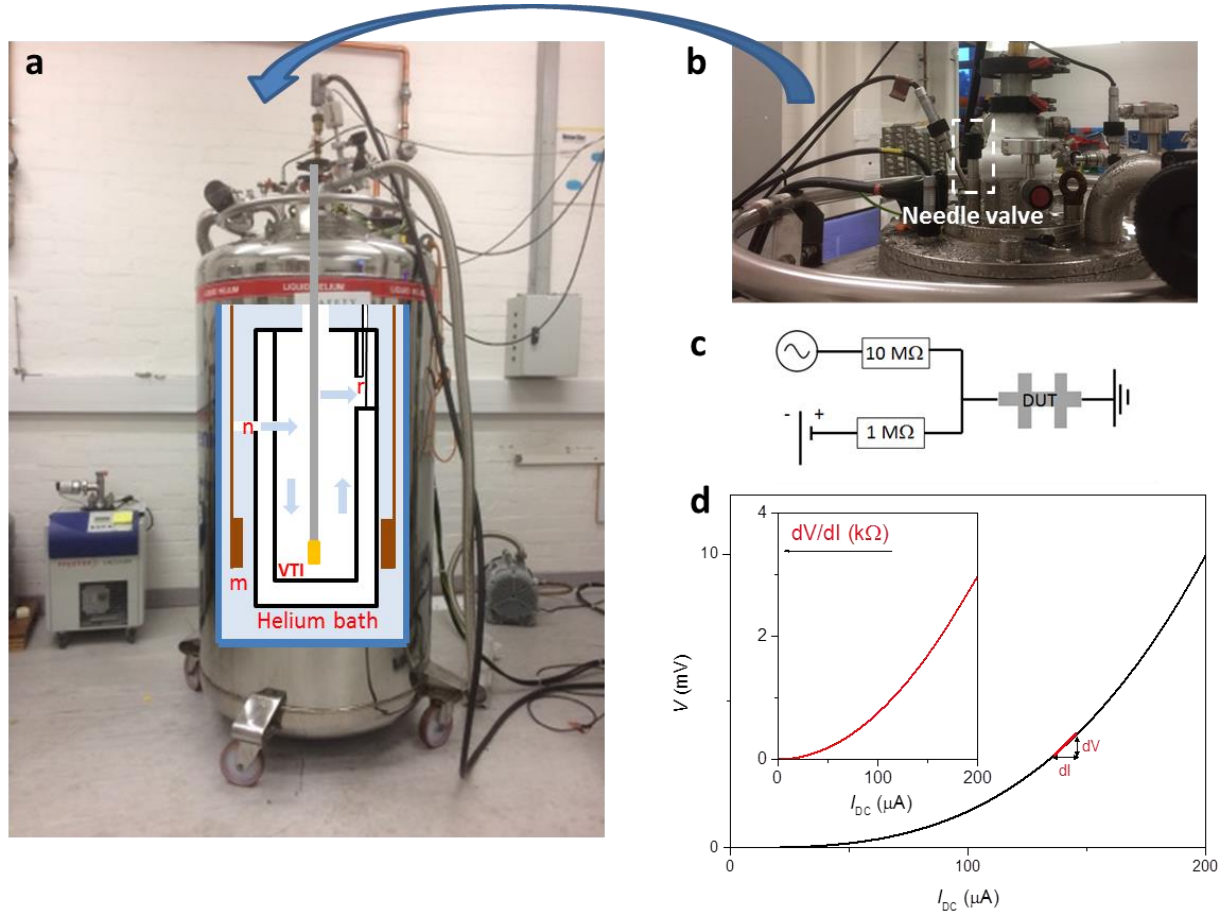 a
LIQUID HELIUM
r
n
m
VTI
Helium bath
b
Needle valve
c
10 MΩ
DUT
- +
1 MΩ
d
4
dV/dI (kΩ)
2
0
0 100 200
I_DC (μA)
10
V (mV)
dV
dI
0
0 100 200
I_DC (μA)